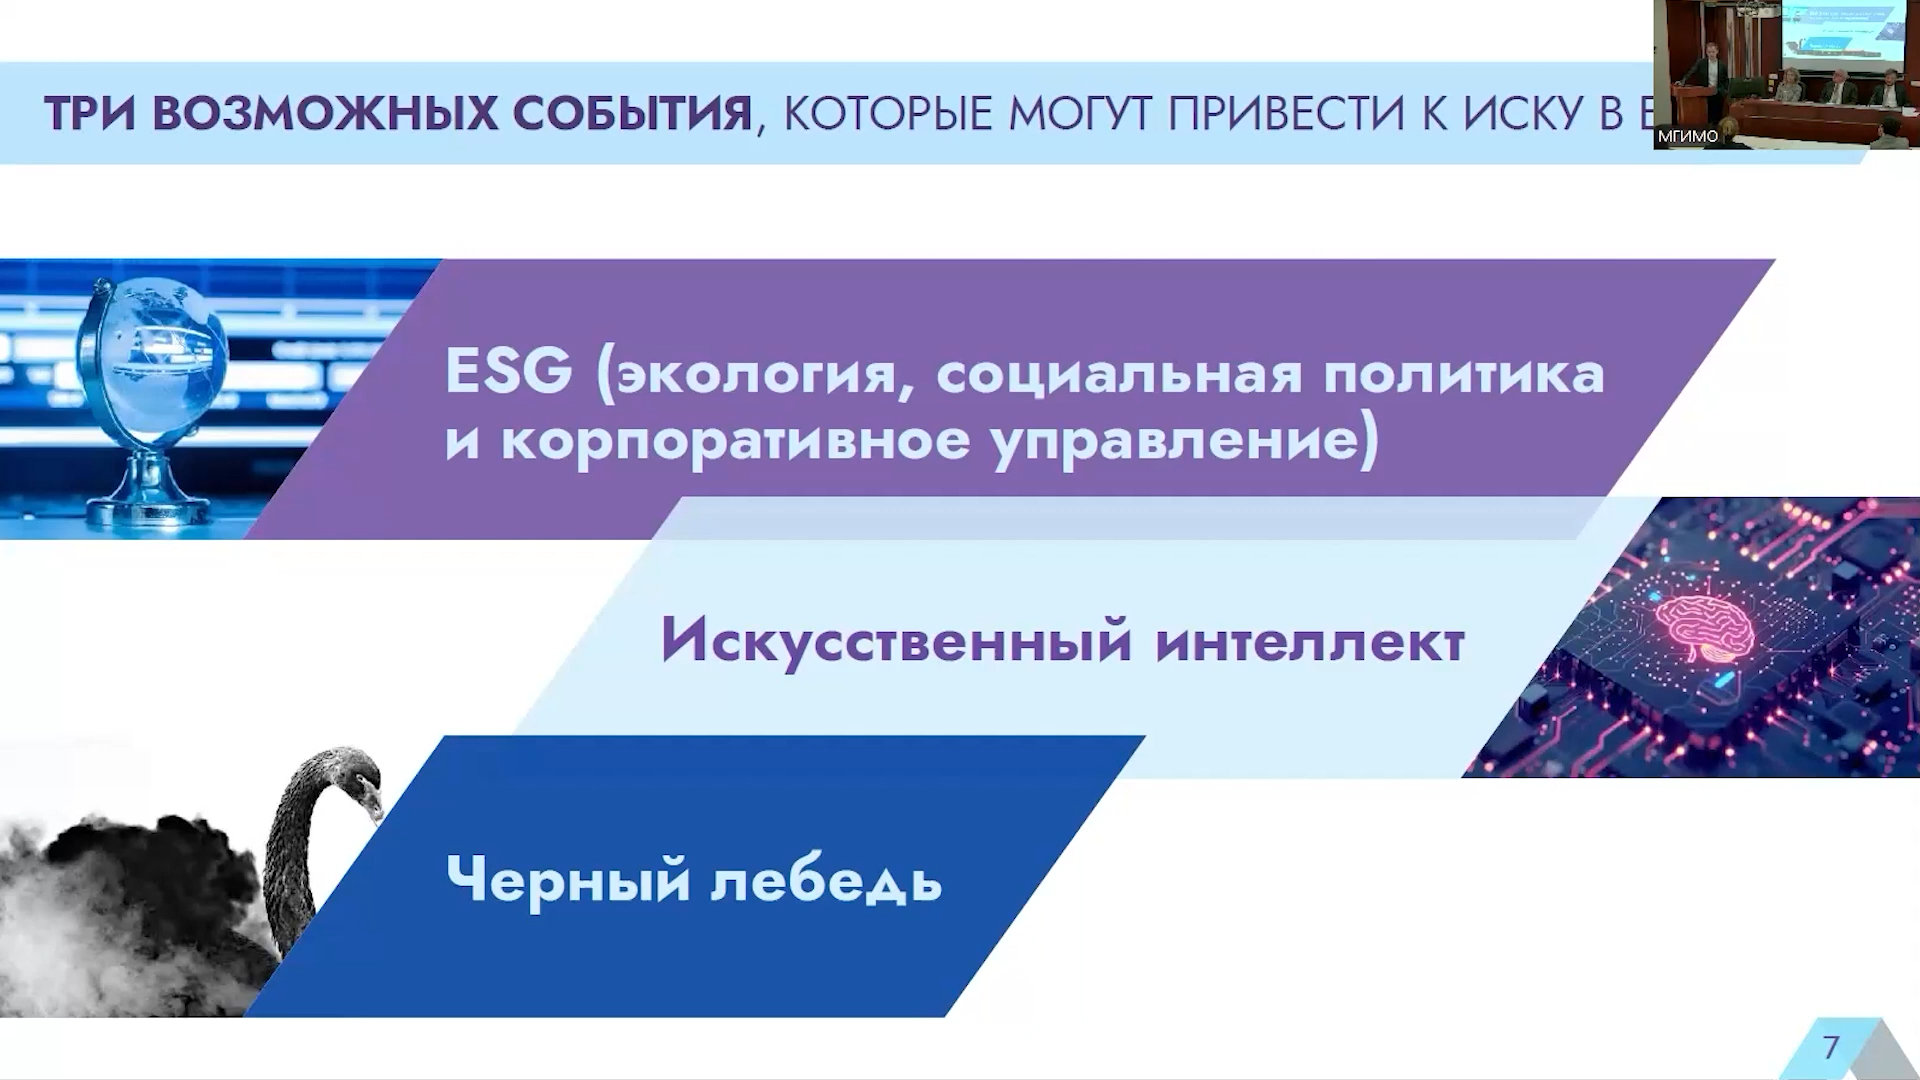 ТРИ ВОЗМОЖНЫХ СОБЫТИЯ, КОТОРЫЕ МОГУТ ПРИВЕСТИ К ИСКУ В
МГИМО
ESG (экология, социальная политика
и корпоративное управление)
Искусственный интеллект
Черный лебедь
7